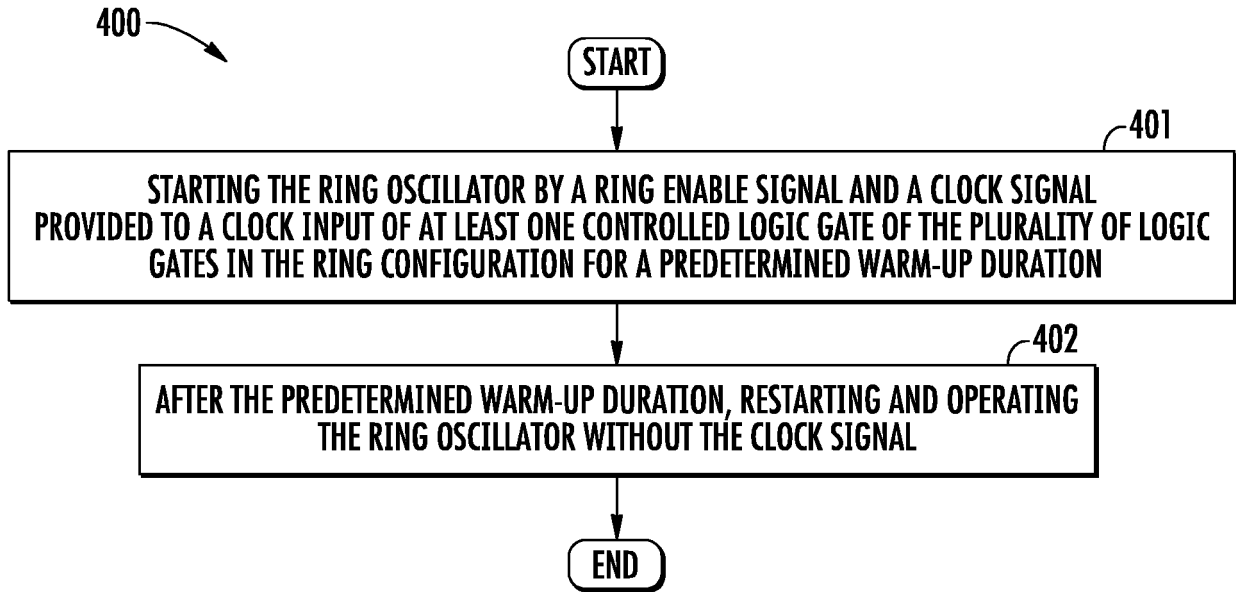 400
START
401
STARTING THE RING OSCILLATOR BY A RING ENABLE SIGNAL AND A CLOCK SIGNAL
PROVIDED TO A CLOCK INPUT OF AT LEAST ONE CONTROLLED LOGIC GATE OF THE PLURALITY OF LOGIC
GATES IN THE RING CONFIGURATION FOR A PREDETERMINED WARM-UP DURATION
402
AFTER THE PREDETERMINED WARM-UP DURATION, RESTARTING AND OPERATING
THE RING OSCILLATOR WITHOUT THE CLOCK SIGNAL
END